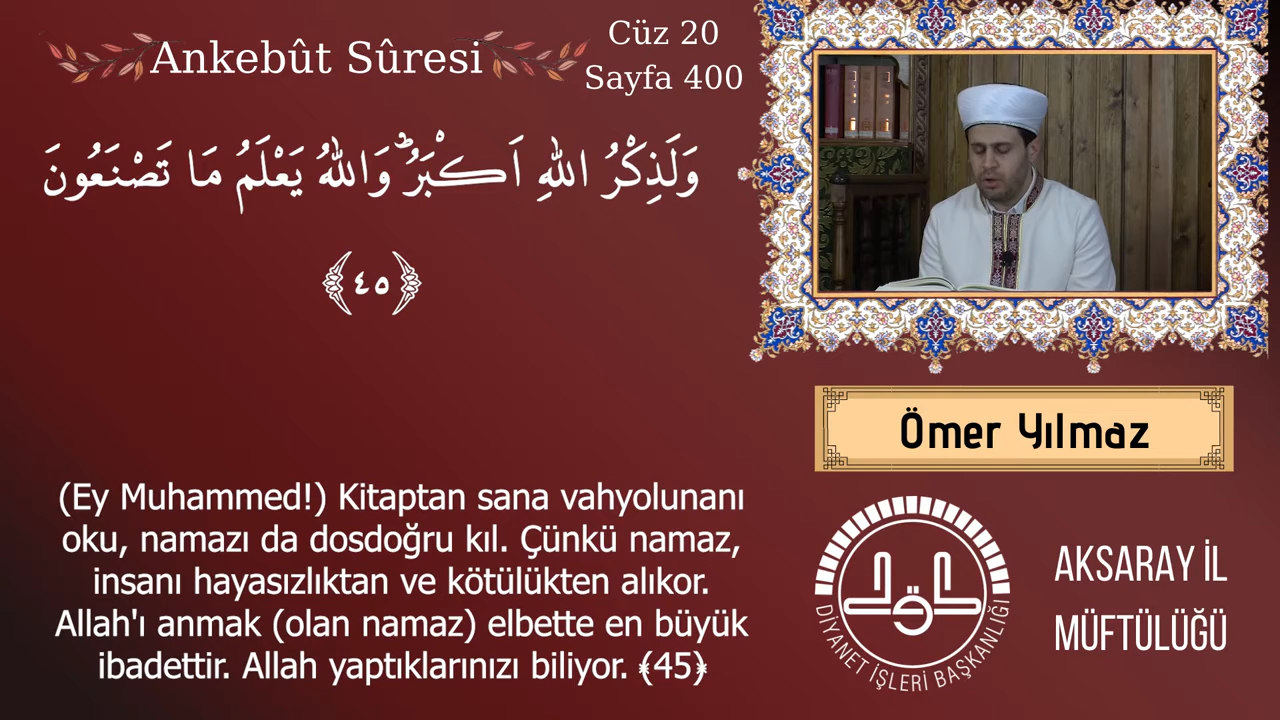 Ankebût Sûresi
Cüz 20
Sayfa 400
وَلَذِكْرُ اللّٰهِ اَكْبَرُۜ وَاللّٰهُ يَعْلَمُ مَا تَصْنَعُونَ
﴿٤٥﴾
Ömer Yılmaz
(Ey Muhammed!) Kitaptan sana vahyolunanı
oku, namazı da dosdoğru kıl. Çünkü namaz,
insanı hayasızlıktan ve kötülükten alıkor.
Allah'ı anmak (olan namaz) elbette en büyük
ibadettir. Allah yaptıklarınızı biliyor. ﴾45﴿
DİYANET İŞLERİ BAŞKANLIĞI
AKSARAY İL
MÜFTÜLÜĞÜ